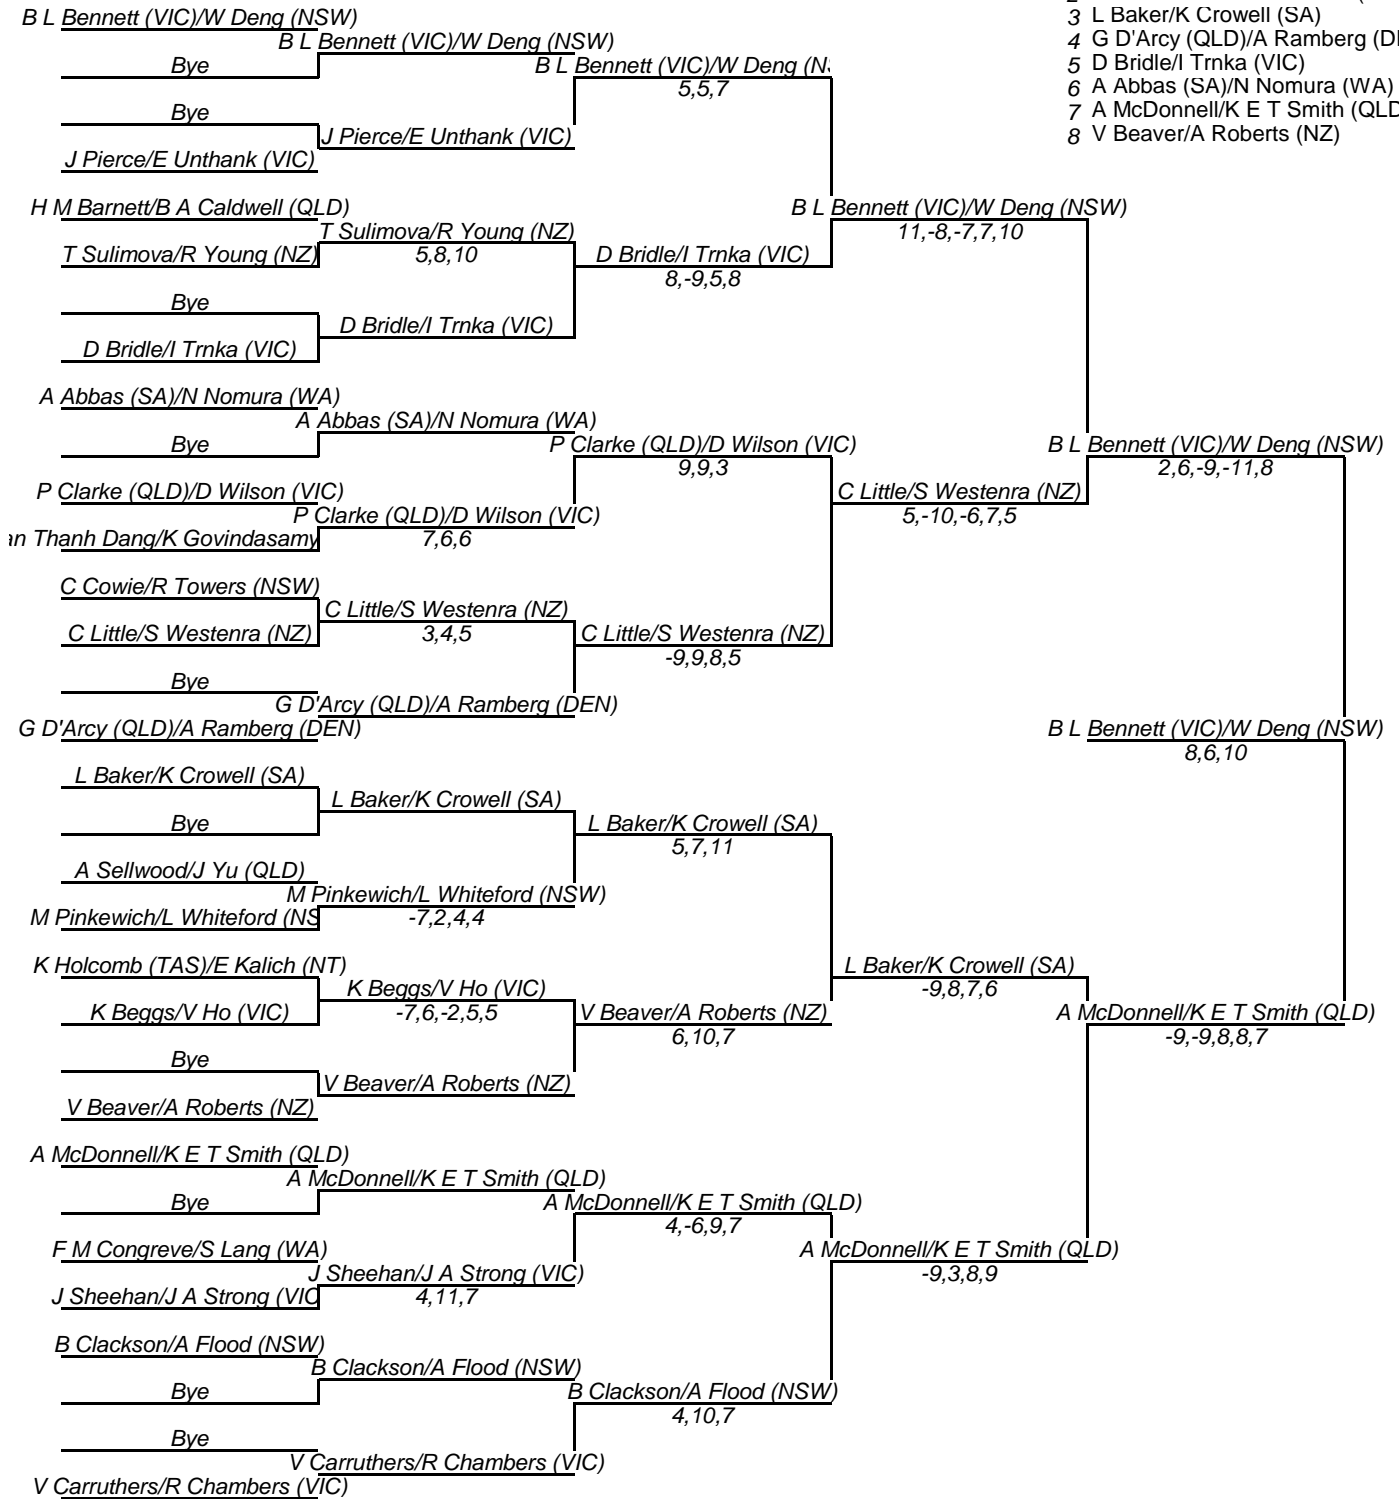 B L Bennett (VIC)/W Deng (NSW)
Bye
Bye
J Pierce/E Unthank (VIC)
H M Barnett/B A Caldwell (QLD)
T Sulimova/R Young (NZ)
Bye
D Bridle/I Trnka (VIC)
A Abbas (SA)/N Nomura (WA)
Bye
P Clarke (QLD)/D Wilson (VIC)
Thanh Dang/K Govindasamy
C Cowie/R Towers (NSW)
C Little/S Westenra (NZ)
Bye
G D'Arcy (QLD)/A Ramberg (DEN)
L Baker/K Crowell (SA)
Bye
A Sellwood/J Yu (QLD)
M Pinkewich/L Whiteford (NS
K Holcomb (TAS)/E Kalich (NT)
K Beggs/V Ho (VIC)
Bye
V Beaver/A Roberts (NZ)
A McDonnell/K E T Smith (QLD)
Bye
F M Congreve/S Lang (WA)
J Sheehan/J A Strong (VIC
B Clackson/A Flood (NSW)
Bye
Bye
V Carruthers/R Chambers (VIC)
B L Bennett (VIC)/W Deng (NSW)
J Pierce/E Unthank (VIC)
T Sulimova/R Young (NZ)
5,8,10
D Bridle/I Trnka (VIC)
A Abbas (SA)/N Nomura (WA)
P Clarke (QLD)/D Wilson (VIC)
7,6,6
C Little/S Westenra (NZ)
3,4,5
G D'Arcy (QLD)/A Ramberg (DEN)
L Baker/K Crowell (SA)
M Pinkewich/L Whiteford (NSW)
-7,2,4,4
K Beggs/V Ho (VIC)
-7,6,-2,5,5
V Beaver/A Roberts (NZ)
A McDonnell/K E T Smith (QLD)
J Sheehan/J A Strong (VIC)
4,11,7
B Clackson/A Flood (NSW)
V Carruthers/R Chambers (VIC)
B L Bennett (VIC)/W Deng
5,5,7
D Bridle/I Trnka (VIC)
8,-9,5,8
P Clarke (QLD)/D Wilson (VIC)
9,9,3
C Little/S Westenra (NZ)
-9,9,8,5
L Baker/K Crowell (SA)
5,7,11
V Beaver/A Roberts (NZ)
6,10,7
A McDonnell/K E T Smith (QLD)
4,-6,9,7
B Clackson/A Flood (NSW)
4,10,7
B L Bennett (VIC)/W Deng (NSW)
11,-8,-7,7,10
C Little/S Westenra (NZ)
5,-10,-6,7,5
L Baker/K Crowell (SA)
-9,8,7,6
A McDonnell/K E T Smith (QLD)
-9,3,8,9
B L Bennett (VIC)/W Deng (NSW)
2,6,-9,-11,8
A McDonnell/K E T Smith (QLD)
-9,-9,8,8,7
B L Bennett (VIC)/W Deng (NSW)
8,6,10
3 L Baker/K Crowell (SA)
4 G D'Arcy (QLD)/A Ramberg
5 D Bridle/I Trnka (VIC)
6 A Abbas (SA)/N Nomura (WA)
7 A McDonnell/K E T Smith (QLD
8 V Beaver/A Roberts (NZ)